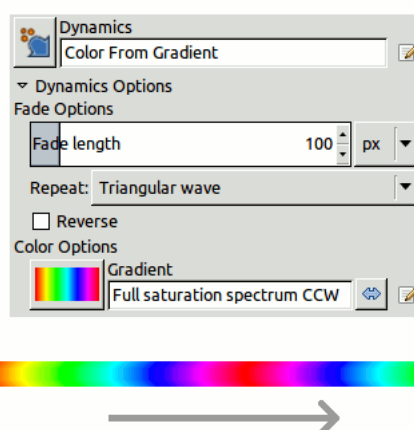 Dynamics
Color From Gradient
Dynamics Options
Fade Options
Fade length 100 px
Repeat: Triangular wave
Reverse
Color Options
Gradient
Full saturation spectrum CCW